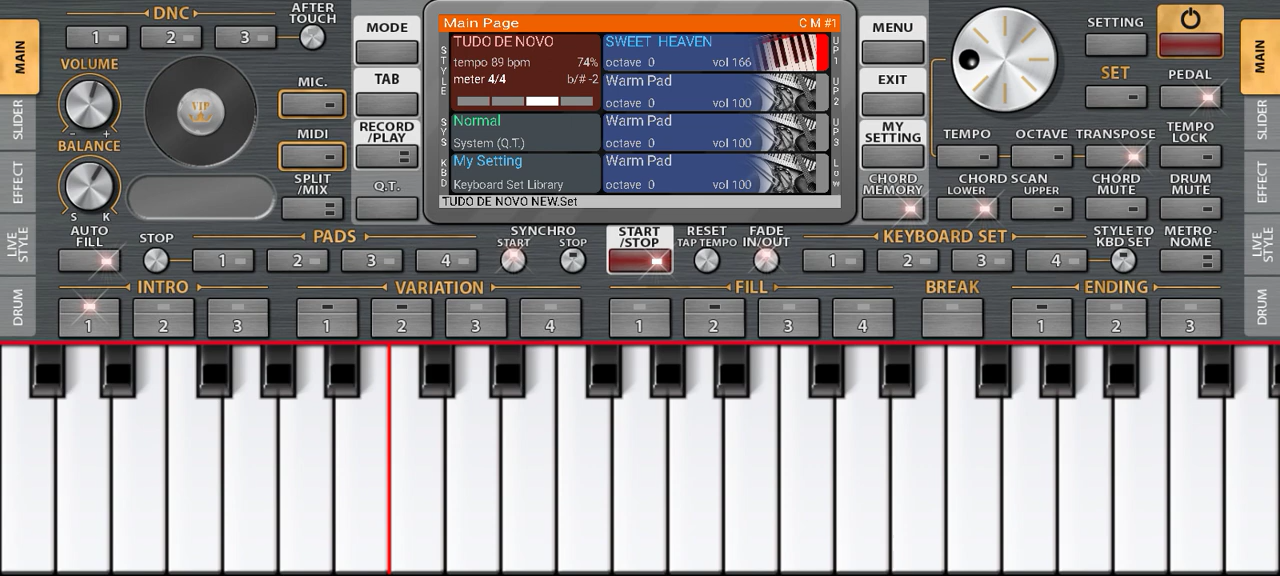 DNC
AFTER
TOUCH
1
2
3
MAIN
SLIDER
EFFECT
LIVE
STYLE
DRUM
VOLUME
- +
BALANCE
S K
VIP
MIC.
MIDI
SPLIT
/MIX
MODE
TAB
RECORD
/PLAY
Q.T.
Main Page C M #1
STYLE
TUDO DE NOVO
tempo 89 bpm 74%
meter 4/4 b/# -2
SYS
Normal
System (Q.T.)
KBD
My Setting
Keyboard Set Library
SWEET HEAVEN
octave 0 vol 166
UP1
Warm Pad
octave 0 vol 100
UP2
Warm Pad
octave 0 vol 100
UP3
Warm Pad
octave 0 vol 100
Low
TUDO DE NOVO NEW.Set
MENU
EXIT
MY
SETTING
CHORD
MEMORY
SETTING
SET
PEDAL
TEMPO
OCTAVE
TRANSPOSE
TEMPO
LOCK
CHORD SCAN
LOWER UPPER
CHORD
MUTE
DRUM
MUTE
MAIN
SLIDER
EFFECT
LIVE
STYLE
DRUM
AUTO
FILL
STOP
PADS
1
2
3
4
SYNCHRO
START STOP
START
/STOP
RESET
TAP TEMPO
FADE
IN/OUT
KEYBOARD SET
1
2
3
4
STYLE TO
KBD SET
METRO-
NOME
INTRO
1
2
3
VARIATION
1
2
3
4
FILL
1
2
3
4
BREAK
ENDING
1
2
3